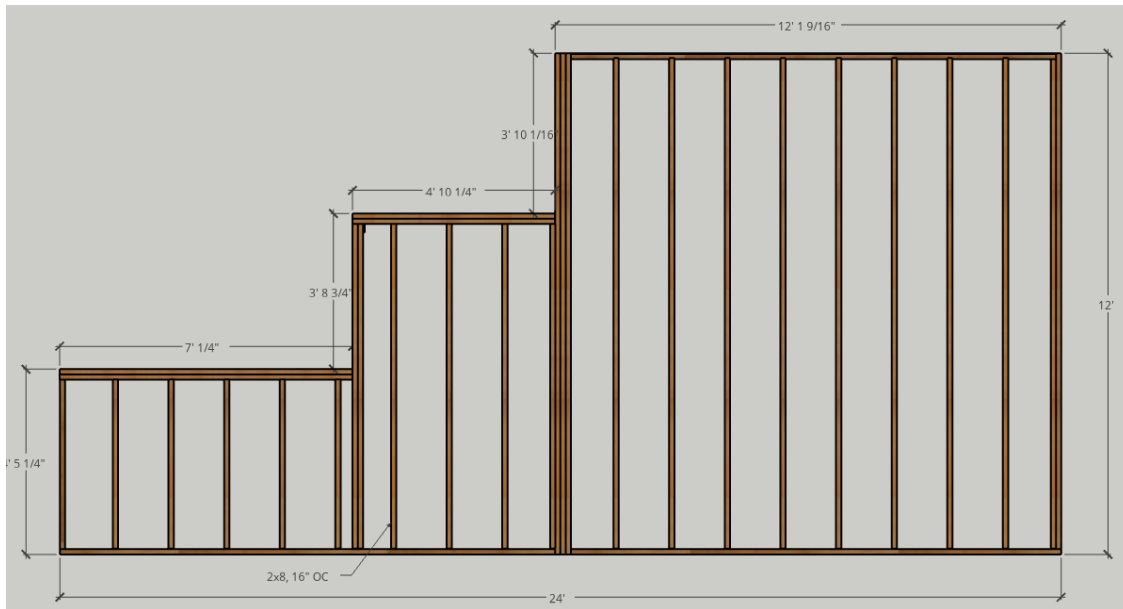 12' 1 9/16"
3' 10 1/16"
4' 10 1/4"
3' 8 3/4"
12'
7' 1/4"
' 5 1/4"
2x8, 16" OC
24'